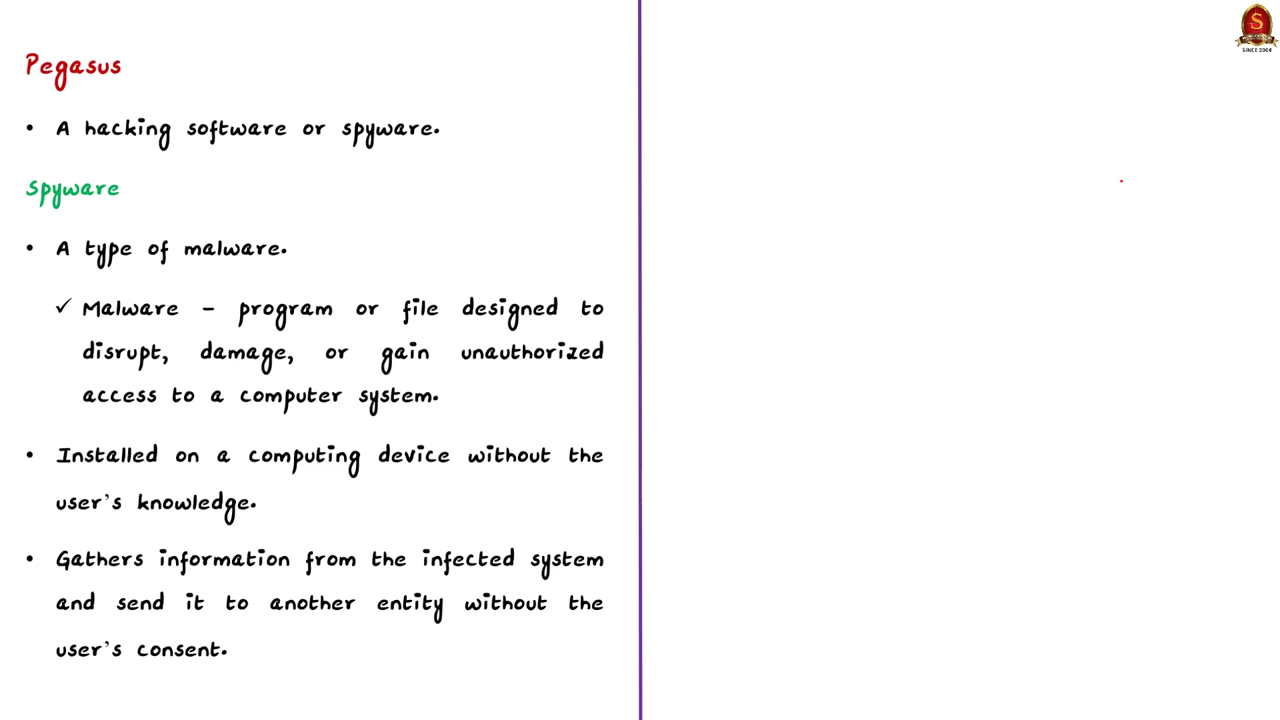 Pegasus
• A hacking software or spyware.
Spyware
• A type of malware.
✓ Malware – program or file designed to
disrupt, damage, or gain unauthorized
access to a computer system.
• Installed on a computing device without the
user's knowledge.
• Gathers information from the infected system
and send it to another entity without the
user's consent.
S
SINCE 2004